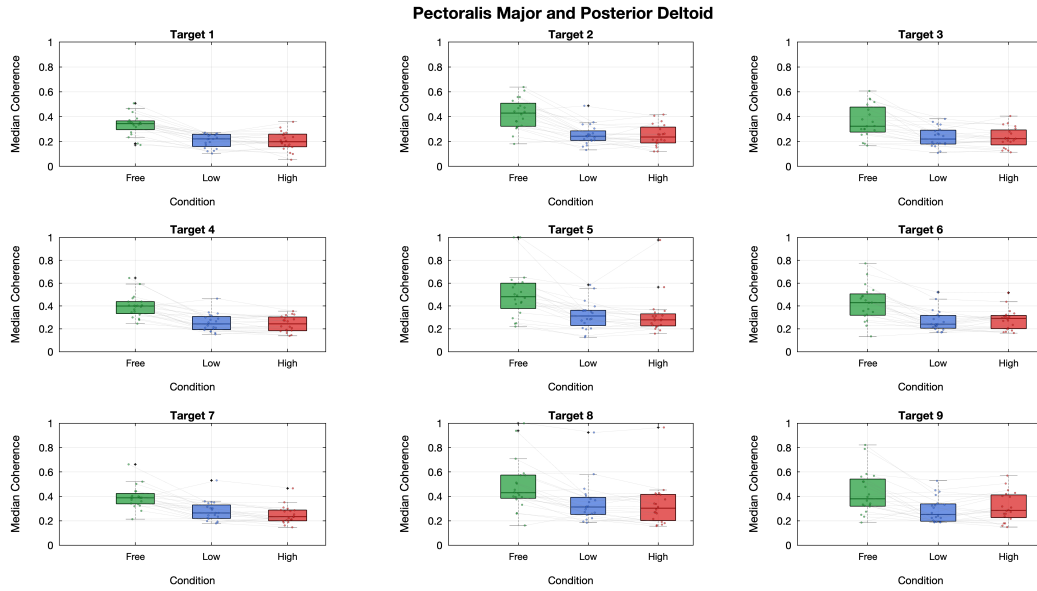 Pectoralis Major and Posterior Deltoid
Target 1
Median Coherence
1
0.8
0.6
0.4
0.2
0
Free Low High
Condition
Target 2
Median Coherence
1
0.8
0.6
0.4
0.2
0
Free Low High
Condition
Target 3
Median Coherence
1
0.8
0.6
0.4
0.2
0
Free Low High
Condition
Target 4
Median Coherence
1
0.8
0.6
0.4
0.2
0
Free Low High
Condition
Target 5
Median Coherence
1
0.8
0.6
0.4
0.2
0
Free Low High
Condition
Target 6
Median Coherence
1
0.8
0.6
0.4
0.2
0
Free Low High
Condition
Target 7
Median Coherence
1
0.8
0.6
0.4
0.2
0
Free Low High
Condition
Target 8
Median Coherence
1
0.8
0.6
0.4
0.2
0
Free Low High
Condition
Target 9
Median Coherence
1
0.8
0.6
0.4
0.2
0
Free Low High
Condition